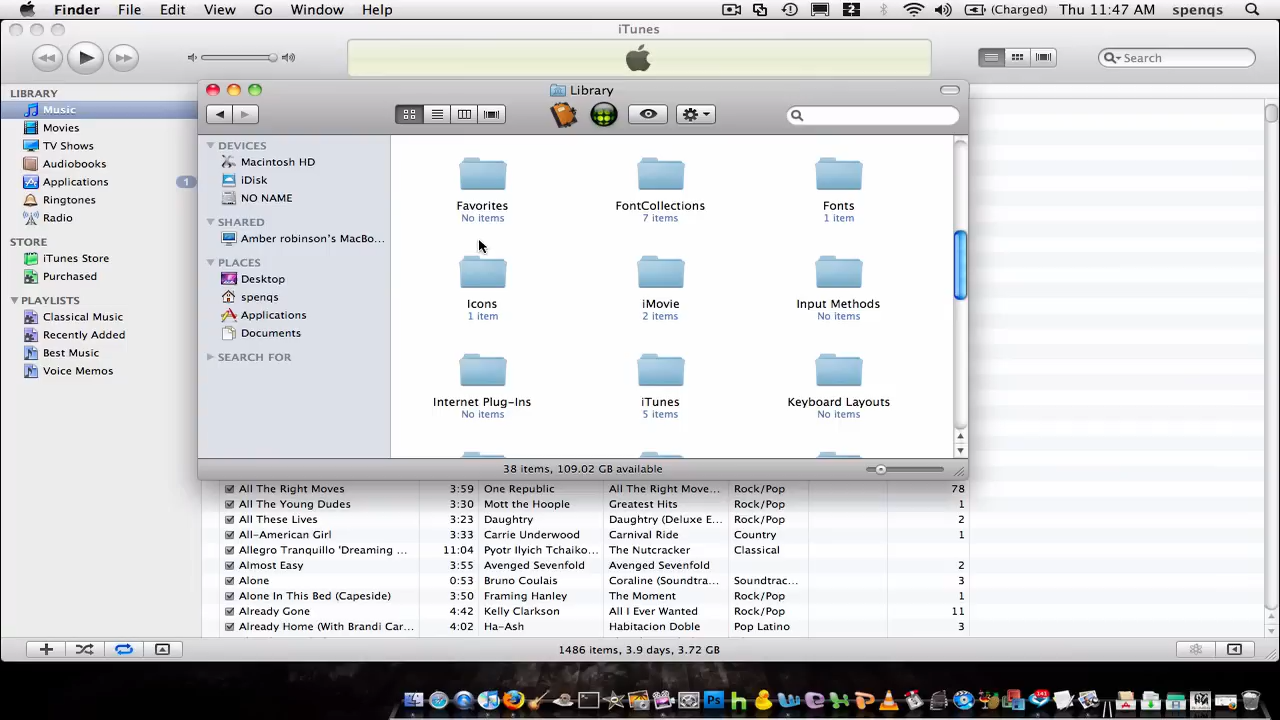 Finder File Edit View Go Window Help (Charged) Thu 11:47 AM spenqs
iTunes
Search
LIBRARY
Music
Movies
TV Shows
Audiobooks
Applications 1
Ringtones
Radio
STORE
iTunes Store
Purchased
PLAYLISTS
Classical Music
Recently Added
Best Music
Voice Memos
Library
DEVICES
Macintosh HD
iDisk
NO NAME
SHARED
Amber robinson's MacBo...
PLACES
Desktop
spenqs
Applications
Documents
SEARCH FOR
Favorites FontCollections Fonts
No items 7 items 1 item
Icons iMovie Input Methods
1 item 2 items No items
Internet Plug-Ins iTunes Keyboard Layouts
No items 5 items No items
38 items, 109.02 GB available
All The Right Moves 3:59 One Republic All The Right Move... Rock/Pop 78
All The Young Dudes 3:30 Mott the Hoople Greatest Hits Rock/Pop 1
All These Lives 3:23 Daughtry Daughtry (Deluxe E... Rock/Pop 2
All-American Girl 3:33 Carrie Underwood Carnival Ride Country 1
Allegro Tranquillo 'Dreaming ... 11:04 Pyotr Ilyich Tchaiko... The Nutcracker Classical
Almost Easy 3:55 Avenged Sevenfold Avenged Sevenfold 2
Alone 0:53 Bruno Coulais Coraline (Soundtra... Soundtrac... 3
Alone In This Bed (Capeside) 3:50 Framing Hanley The Moment Rock/Pop 1
Already Gone 4:42 Kelly Clarkson All I Ever Wanted Rock/Pop 11
Already Home (With Brandi Car... 4:02 Ha-Ash Habitacion Doble Pop Latino 3
1486 items, 3.9 days, 3.72 GB